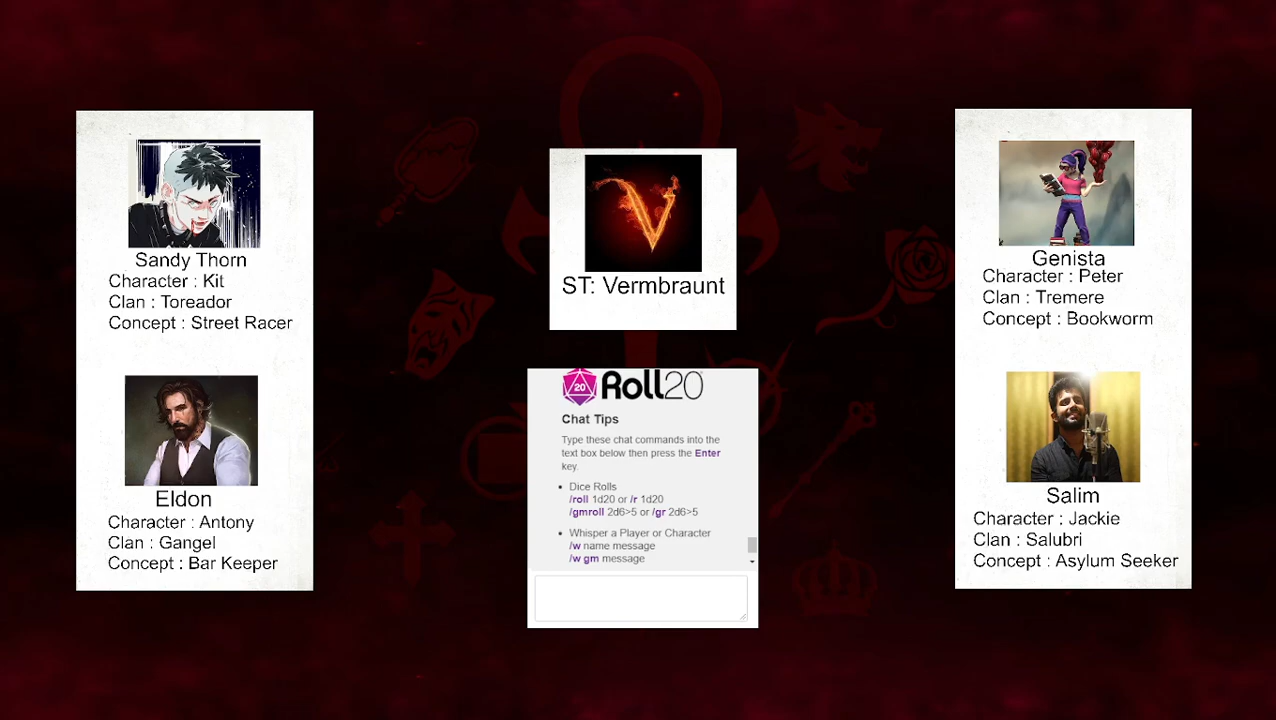 Sandy Thorn
Character : Kit
Clan : Toreador
Concept : Street Racer
Eldon
Character : Antony
Clan : Gangel
Concept : Bar Keeper
V
ST: Vermbraunt
20 Roll20
Chat Tips
Type these chat commands into the
text box below then press the Enter
key.
• Dice Rolls
/roll 1d20 or /r 1d20
/gmroll 2d6>5 or /gr 2d6>5
• Whisper a Player or Character
/w name message
/w gm message
Genista
Character : Peter
Clan : Tremere
Concept : Bookworm
Salim
Character : Jackie
Clan : Salubri
Concept : Asylum Seeker